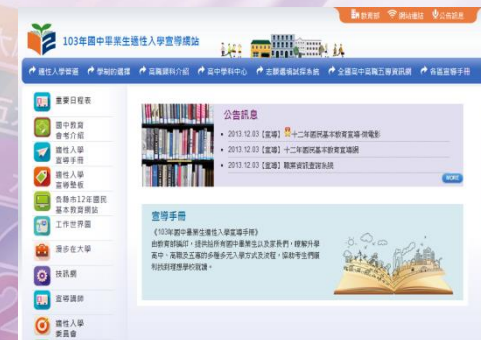 教育部 網站連結 公告訊息
12
103年國中畢業生適性入學宣導網站
適性入學管道 學制的選擇 高職群科介紹 高中學科中心 志願選填試探系統 全國高中高職五專資訊網 各區宣導手冊
重要日程表
國中教育
會考介紹
適性入學
宣導手冊
適性入學
宣導墊板
各縣市12年國民
基本教育網站
工作世界圖
漫步在大學
技訊網
宣導講師
適性入學
委員會
公告訊息
2013.12.03【宣導】十二年國民基本教育宣導-微電影
2013.12.03【宣導】十二年國民基本教育宣導網
2013.12.03【宣導】職業資訊查詢系統
MORE
宣導手冊
《103年國中畢業生適性入學宣導手冊》
由教育部編印，提供給所有國中畢業生以及家長們，瞭解升學
高中、高職及五專的多種多元入學方式及流程，協助考生們順
利找到理想學校就讀。